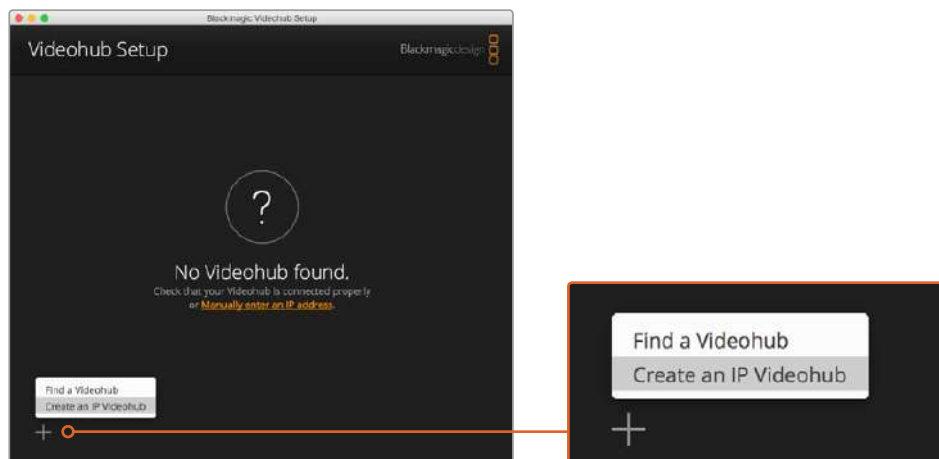 Blackmagic Videohub Setup
Videohub Setup
Blackmagicdesign
?
No Videohub found.
Check that your Videohub is connected properly
or Manually enter an IP address.
Find a Videohub
Create an IP Videohub
Find a Videohub
Create an IP Videohub